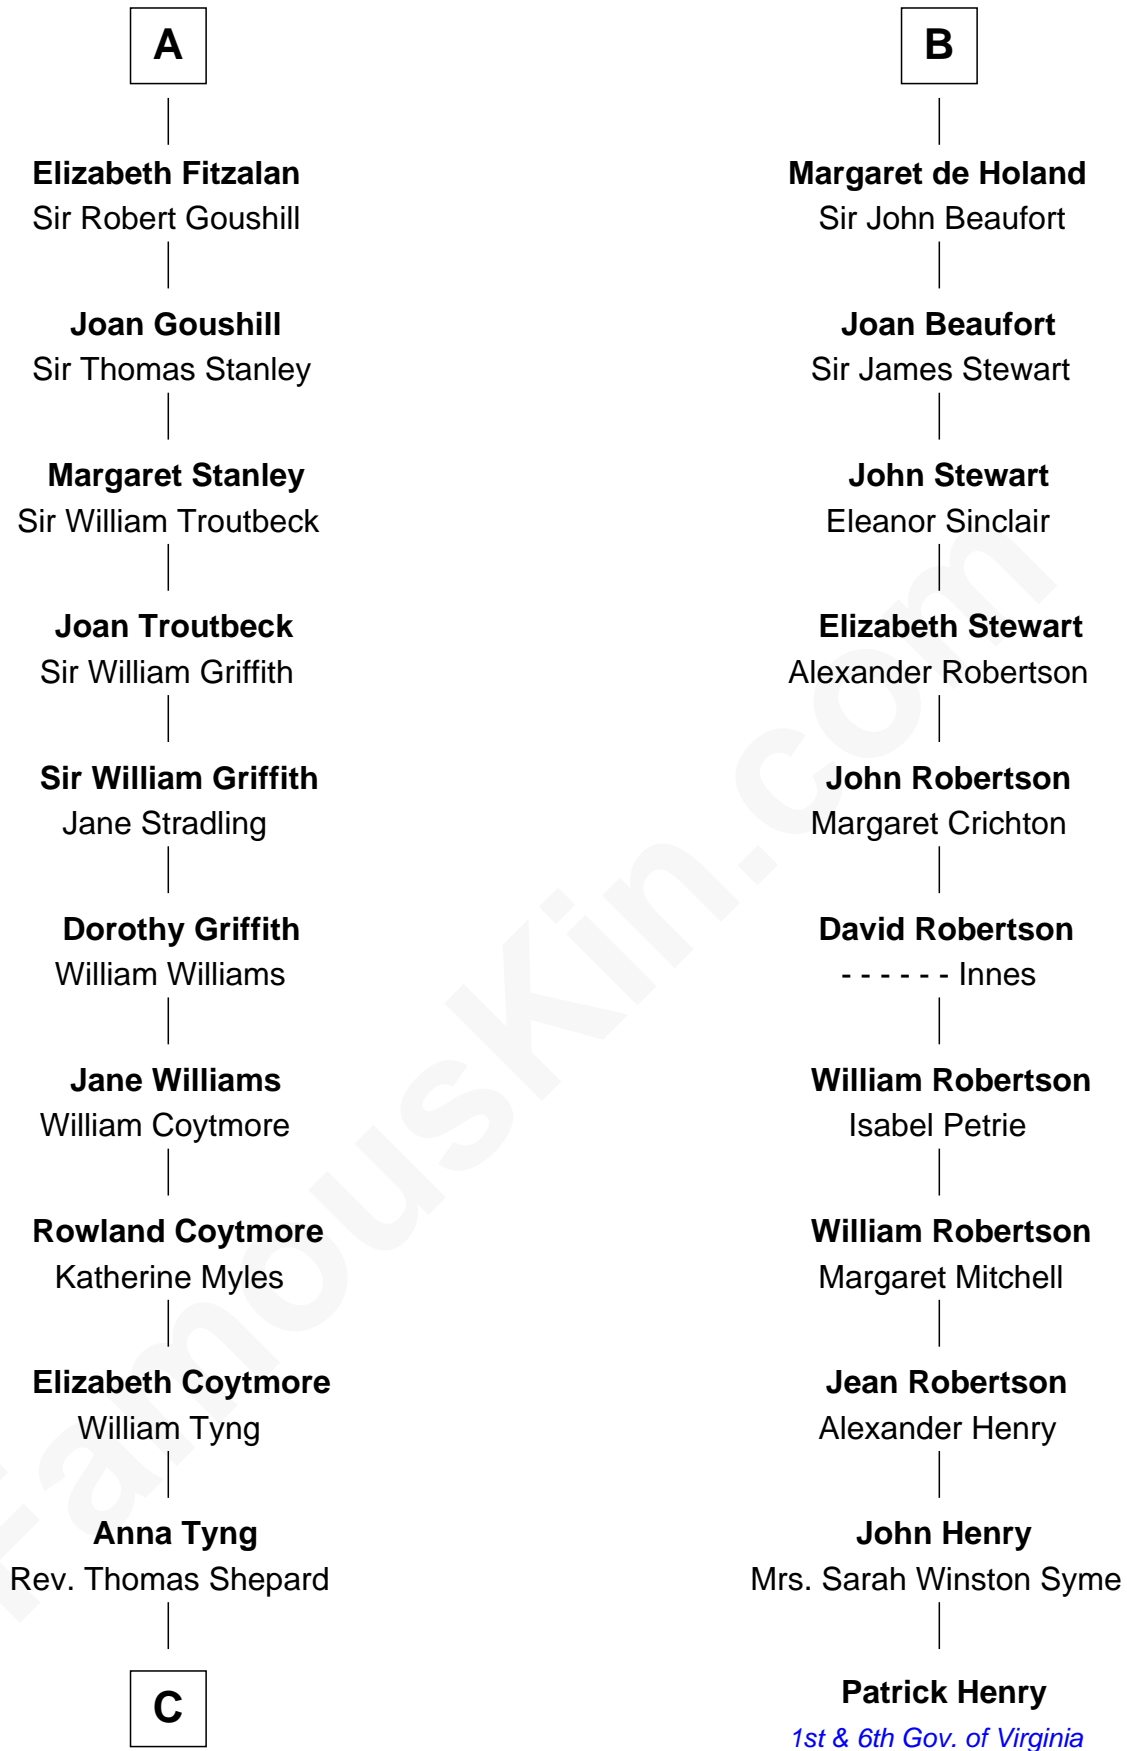 A
Elizabeth Fitzalan
Sir Robert Goushill
Joan Goushill
Sir Thomas Stanley
Margaret Stanley
Sir William Troutbeck
Joan Troutbeck
Sir William Griffith
Sir William Griffith
Jane Stradling
Dorothy Griffith
William Williams
Jane Williams
William Coytmore
Rowland Coytmore
Katherine Myles
Elizabeth Coytmore
William Tyng
Anna Tyng
Rev. Thomas Shepard
C
B
Margaret de Holand
Sir John Beaufort
Joan Beaufort
Sir James Stewart
John Stewart
Eleanor Sinclair
Elizabeth Stewart
Alexander Robertson
John Robertson
Margaret Crichton
David Robertson
- - - - - - Innes
William Robertson
Isabel Petrie
William Robertson
Margaret Mitchell
Jean Robertson
Alexander Henry
John Henry
Mrs. Sarah Winston Syme
Patrick Henry
1st & 6th Gov. of Virginia
FamousKin.com